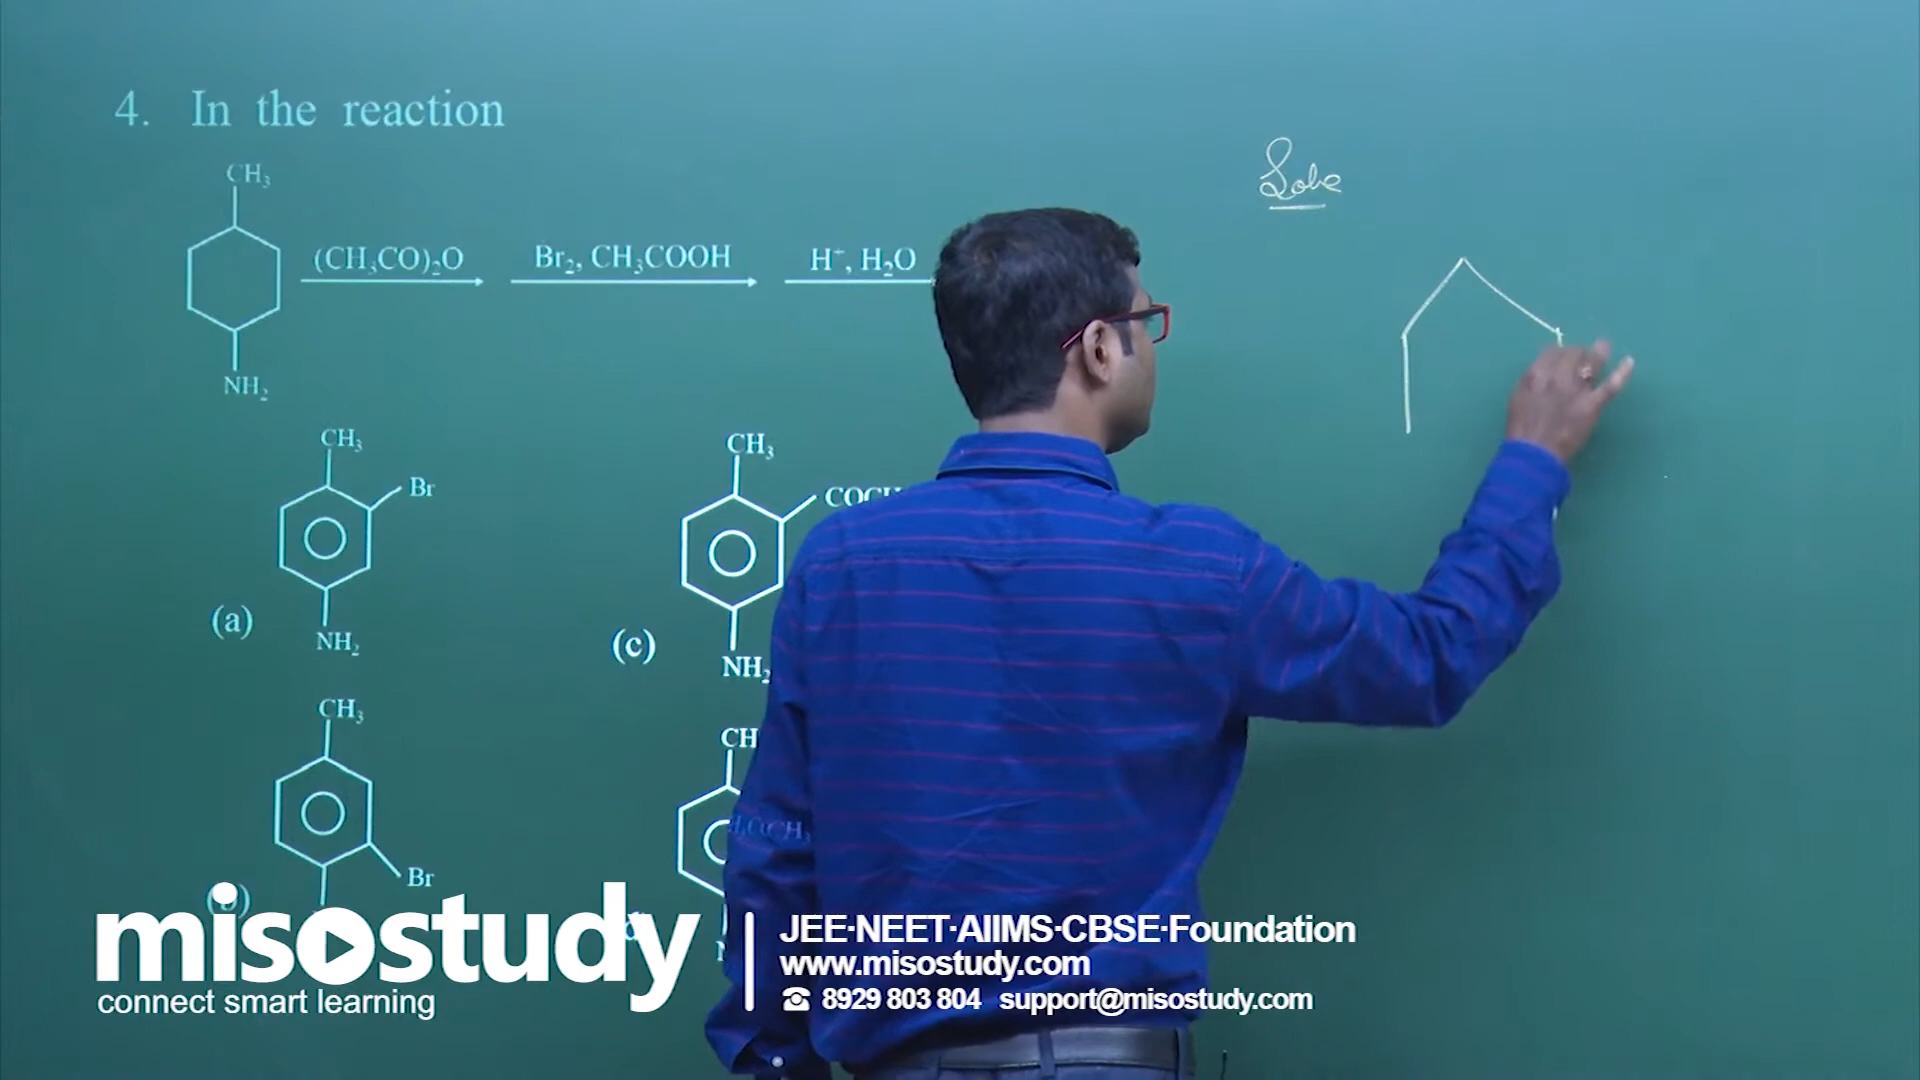 4. In the reaction
CH₃
(CH₃CO)₂O
Br₂, CH₃COOH
H⁺, H₂O
NH₂
CH₃
Br
(a)
NH₂
CH₃
(c)
NH₂
CH₃
Br
(b)
CH
misostudy
connect smart learning
JEE·NEET·AIIMS·CBSE·Foundation
www.misostudy.com
8929 803 804 support@misostudy.com